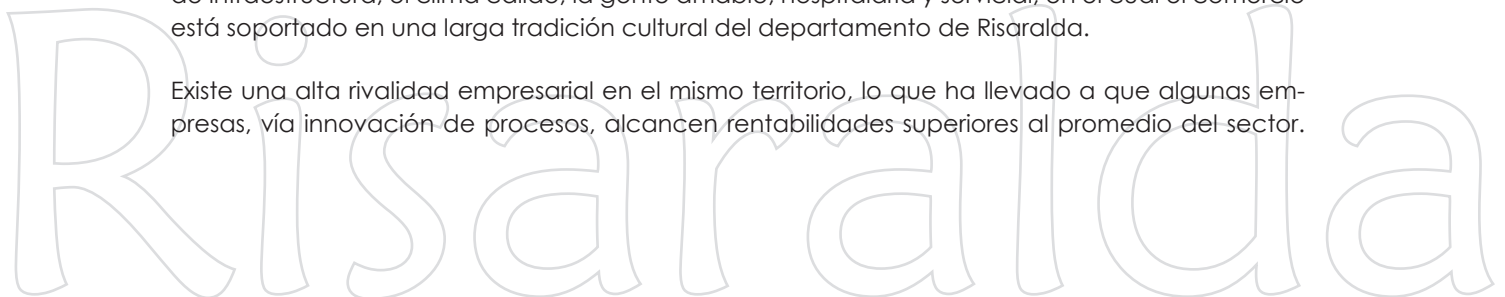 de infraestructura, el clima cálido, la gente amable, hospitalaria y servicial, en el cual el comercio
está soportado en una larga tradición cultural del departamento de Risaralda.
Existe una alta rivalidad empresarial en el mismo territorio, lo que ha llevado a que algunas em-
presas, vía innovación de procesos, alcancen rentabilidades superiores al promedio del sector.
Risaralda